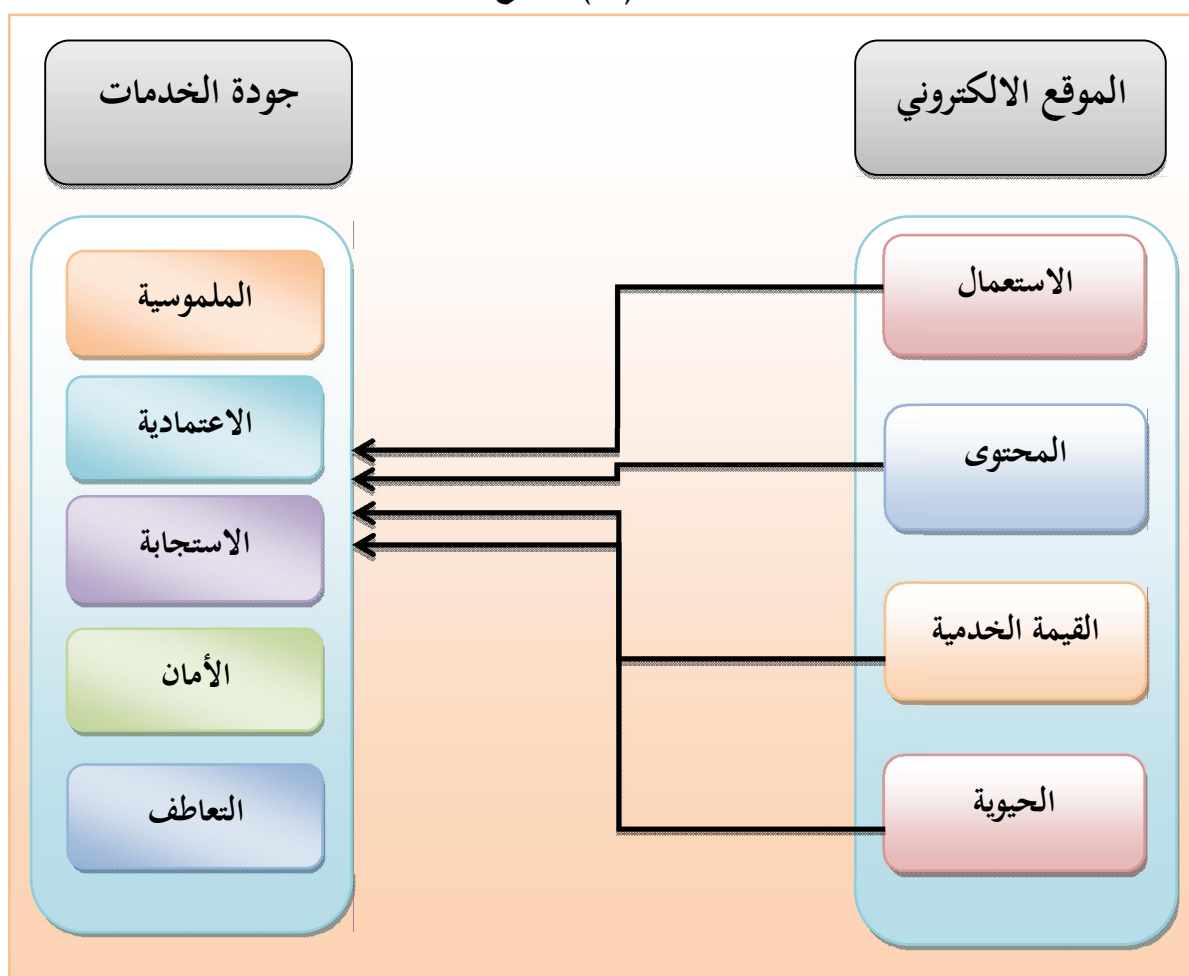 الموقع الالكتروني
جودة الخدمات
الاستعمال
المحتوى
القيمة الخدمية
الحيوية
الملموسية
الاعتمادية
الاستجابة
الأمان
التعاطف